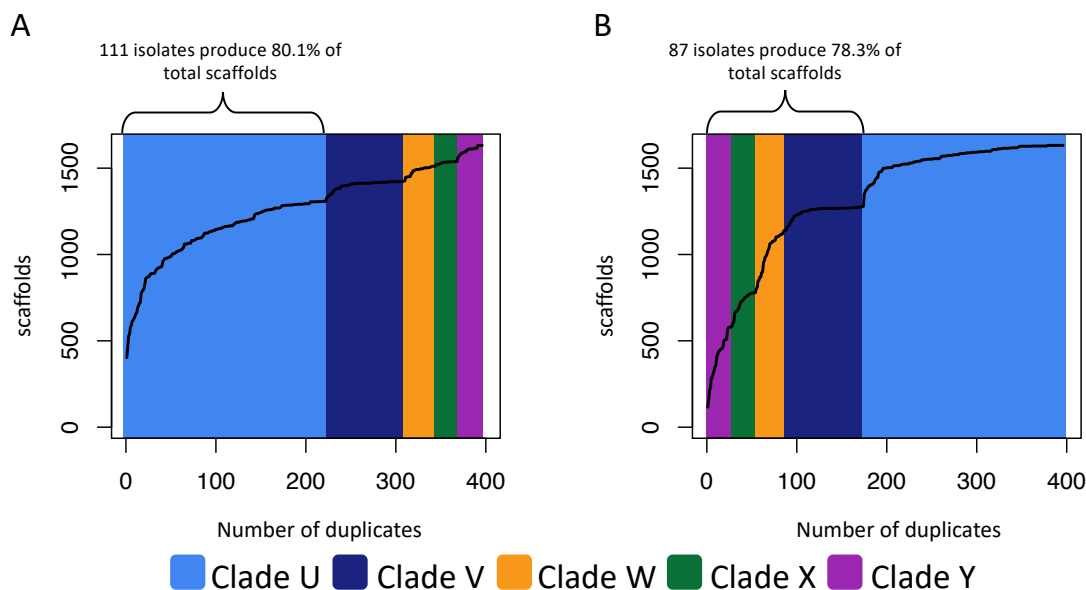 A
111 isolates produce 80.1% of
total scaffolds
scaffolds
0
500
1000
1500
0
100
200
300
400
Number of duplicates
B
87 isolates produce 78.3% of
total scaffolds
scaffolds
0
500
1000
1500
0
100
200
300
400
Number of duplicates
Clade U
Clade V
Clade W
Clade X
Clade Y